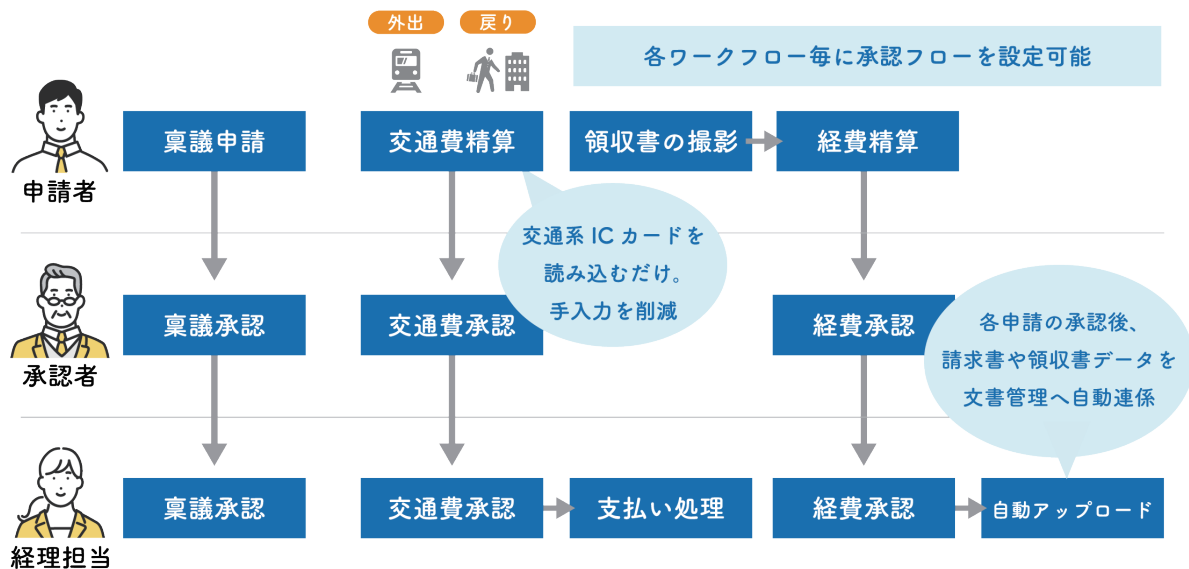 外出
戻り
各ワークフロー毎に承認フローを設定可能
申請者
稟議申請
交通費精算
領収書の撮影
経費精算
交通系ICカードを
読み込むだけ。
手入力を削減
承認者
稟議承認
交通費承認
経費承認
各申請の承認後、
請求書や領収書データを
文書管理へ自動連係
経理担当
稟議承認
交通費承認
支払い処理
経費承認
自動アップロード